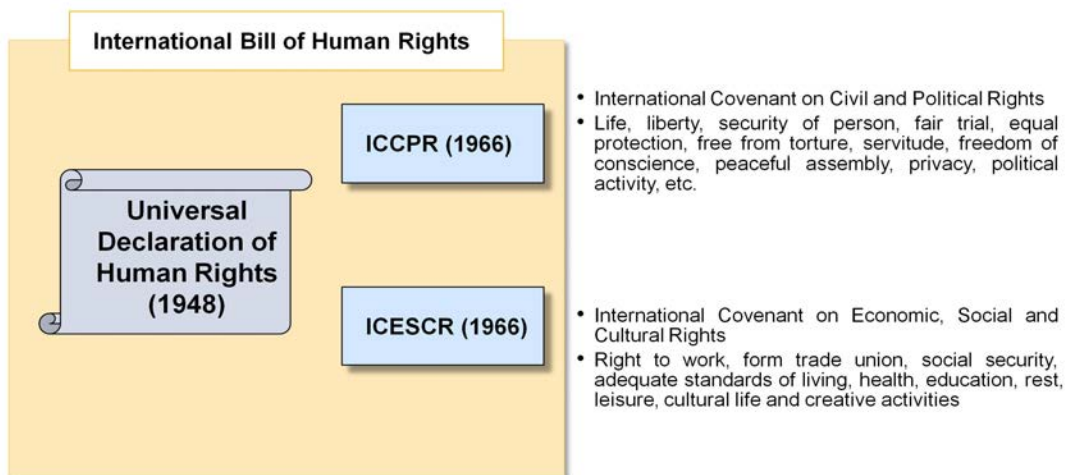 International Bill of Human Rights
Universal
Declaration of
Human Rights
(1948)
ICCPR (1966)
• International Covenant on Civil and Political Rights
• Life, liberty, security of person, fair trial, equal
protection, free from torture, servitude, freedom of
conscience, peaceful assembly, privacy, political
activity, etc.
ICESCR (1966)
• International Covenant on Economic, Social and
Cultural Rights
• Right to work, form trade union, social security,
adequate standards of living, health, education, rest,
leisure, cultural life and creative activities